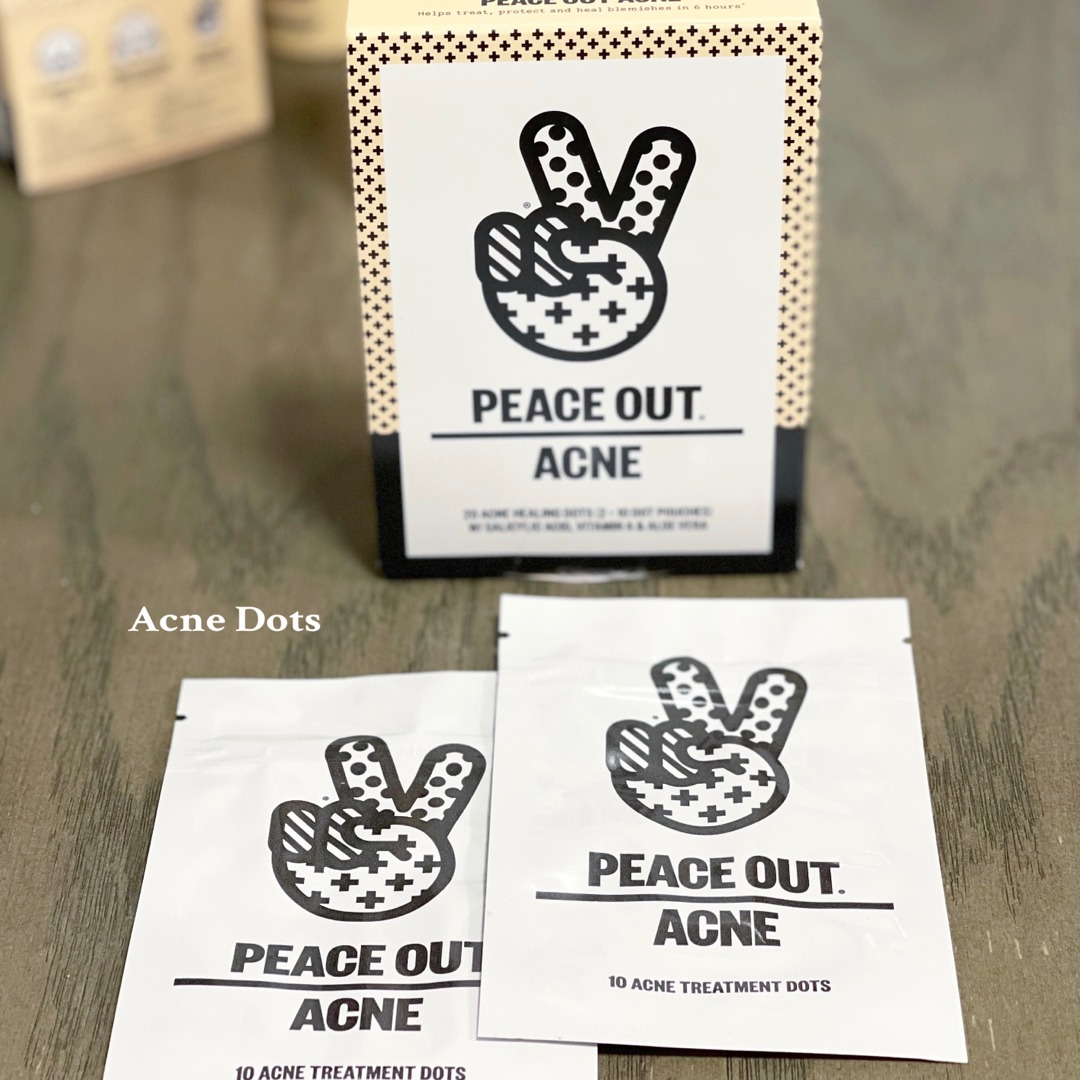 PEACE OUT ACNE
Helps treat, protect and heal blemishes in 6 hours*
®
PEACE OUT.
ACNE
20 ACNE HEALING DOTS (2 - 10 DOT POUCHES)
W/ SALICYLIC ACID, VITAMIN A & ALOE VERA
Acne Dots
PEACE OUT.
ACNE
10 ACNE TREATMENT DOTS
PEACE OUT
ACNE
10 ACNE TREATMENT DOTS